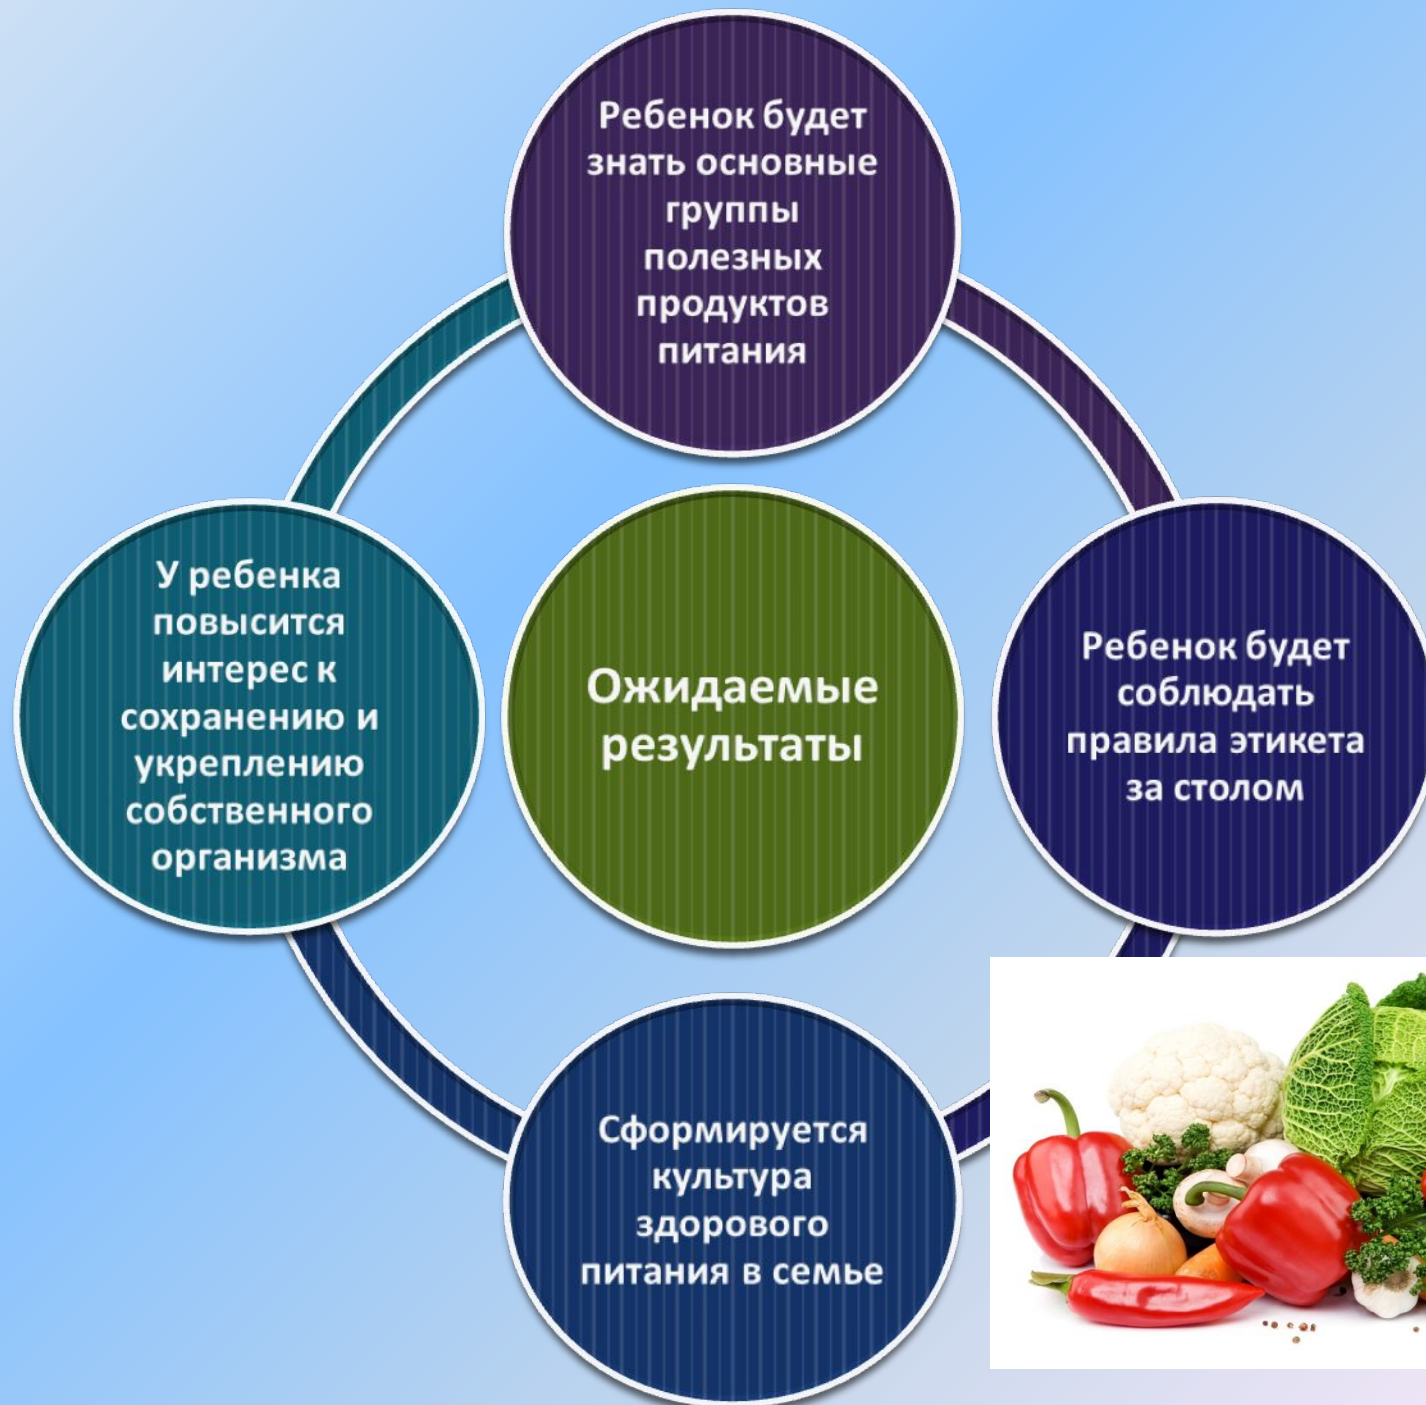 Ребенок будет
знать основные
группы
полезных
продуктов
питания
У ребенка
повысится
интерес к
сохранению и
укреплению
собственного
организма
Ожидаемые
результаты
Ребенок будет
соблюдать
правила этикета
за столом
Сформируется
культура
здорового
питания в семье